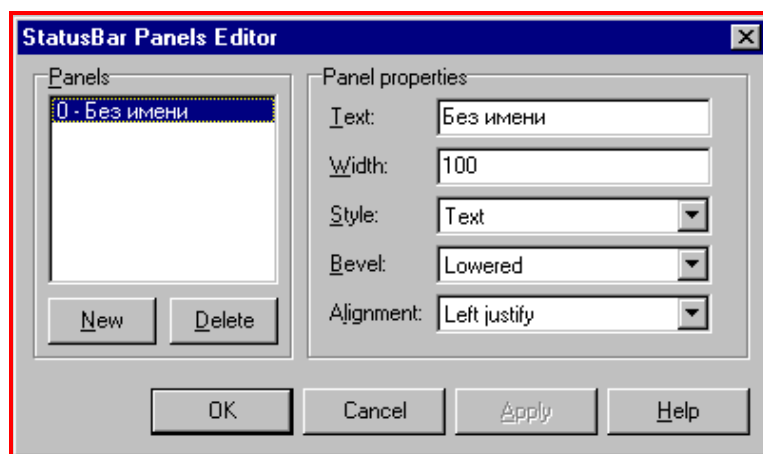 StatusBar Panels Editor
Panels
0 - Без имени
New
Delete
Panel properties
Text:
Без имени
Width:
100
Style:
Text
Bevel:
Lowered
Alignment:
Left justify
OK
Cancel
Apply
Help